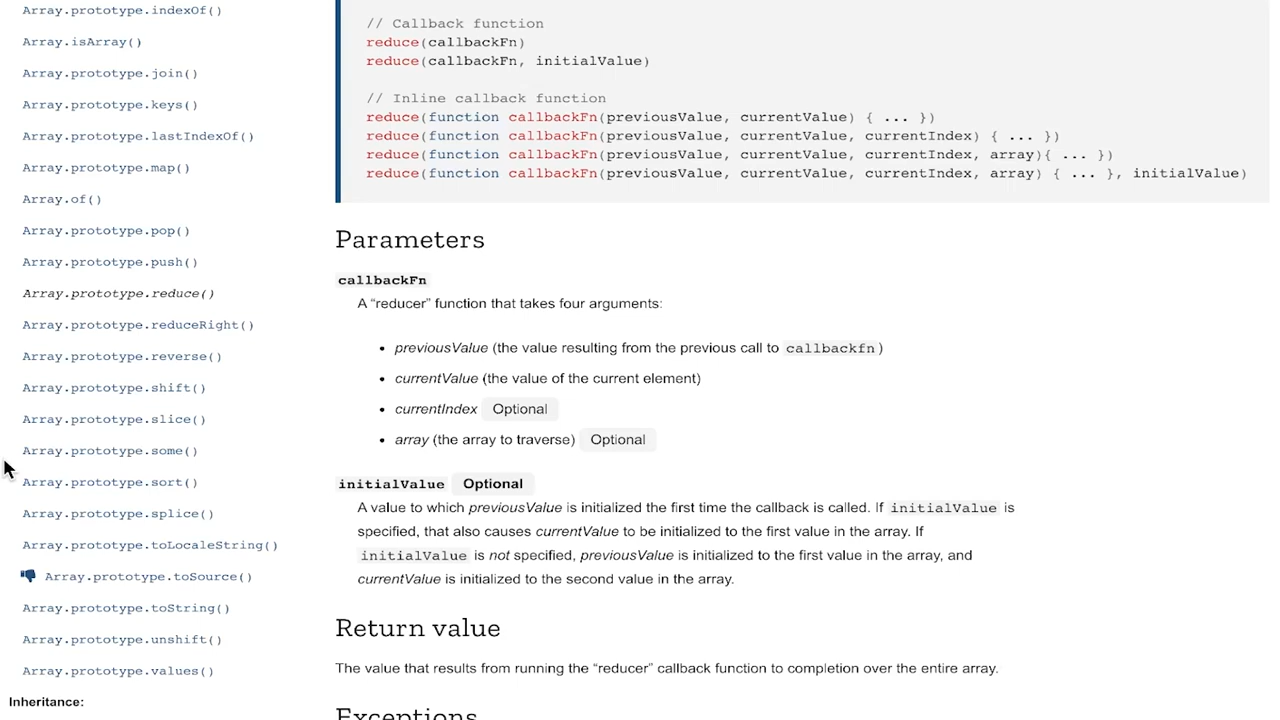 Array.prototype.indexOf()
Array.isArray()
Array.prototype.join()
Array.prototype.keys()
Array.prototype.lastIndexOf()
Array.prototype.map()
Array.of()
Array.prototype.pop()
Array.prototype.push()
Array.prototype.reduce()
Array.prototype.reduceRight()
Array.prototype.reverse()
Array.prototype.shift()
Array.prototype.slice()
Array.prototype.some()
Array.prototype.sort()
Array.prototype.splice()
Array.prototype.toLocaleString()
Array.prototype.toSource()
Array.prototype.toString()
Array.prototype.unshift()
Array.prototype.values()
Inheritance:
// Callback function
reduce(callbackFn)
reduce(callbackFn, initialValue)
// Inline callback function
reduce(function callbackFn(previousValue, currentValue) { ... })
reduce(function callbackFn(previousValue, currentValue, currentIndex) { ... })
reduce(function callbackFn(previousValue, currentValue, currentIndex, array){ ... })
reduce(function callbackFn(previousValue, currentValue, currentIndex, array) { ... }, initialValue)
Parameters
callbackFn
A “reducer” function that takes four arguments:
• previousValue (the value resulting from the previous call to callbackfn)
• currentValue (the value of the current element)
• currentIndex Optional
• array (the array to traverse) Optional
initialValue Optional
A value to which previousValue is initialized the first time the callback is called. If initialValue is
specified, that also causes currentValue to be initialized to the first value in the array. If
initialValue is not specified, previousValue is initialized to the first value in the array, and
currentValue is initialized to the second value in the array.
Return value
The value that results from running the “reducer” callback function to completion over the entire array.
Exceptions